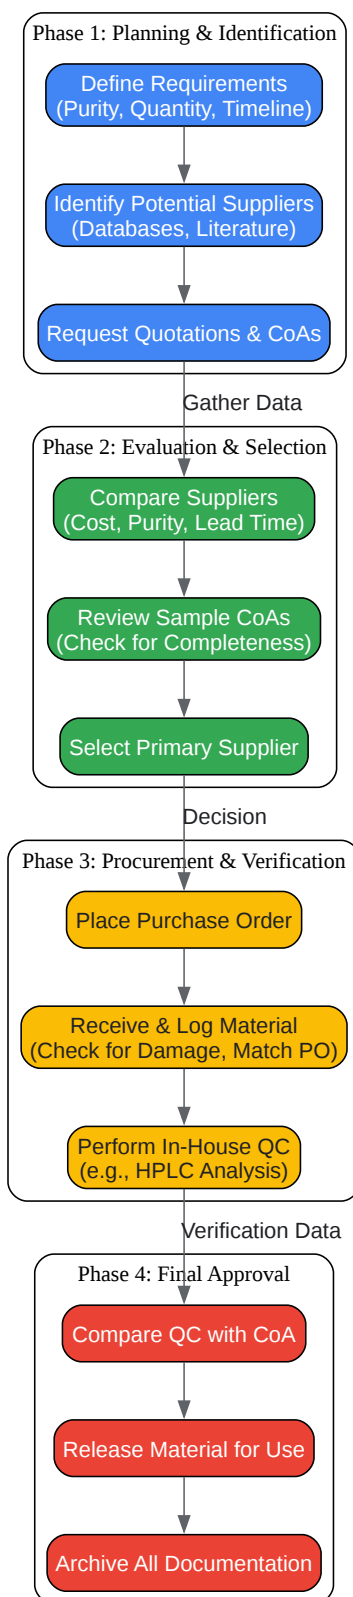 Phase 1: Planning & Identification
Define Requirements
(Purity, Quantity, Timeline)
Identify Potential Suppliers
(Databases, Literature)
Request Quotations & CoAs
Gather Data
Phase 2: Evaluation & Selection
Compare Suppliers
(Cost, Purity, Lead Time)
Review Sample CoAs
(Check for Completeness)
Select Primary Supplier
Decision
Phase 3: Procurement & Verification
Place Purchase Order
Receive & Log Material
(Check for Damage, Match PO)
Perform In-House QC
(e.g., HPLC Analysis)
Verification Data
Phase 4: Final Approval
Compare QC with CoA
Release Material for Use
Archive All Documentation